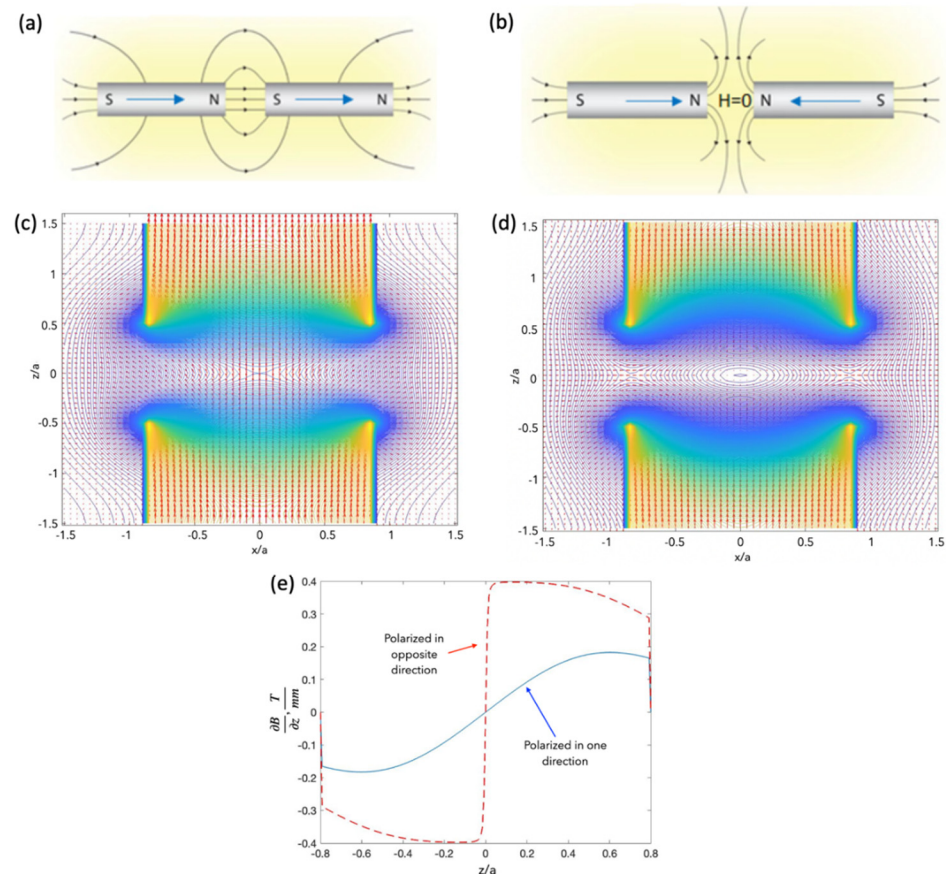 (a)
S N S N
(b)
S N H=0 N S
(c)
1.5
1
0.5
0
-0.5
-1
-1.5
z/a
-1.5 -1 -0.5 0 0.5 1 1.5
x/a
(d)
1.5
1
0.5
0
-0.5
-1
-1.5
z/a
-1.5 -1 -0.5 0 0.5 1 1.5
x/a
(e)
0.4
0.3
0.2
0.1
0
-0.1
-0.2
-0.3
-0.4
∂B/∂z, T/mm
Polarized in
opposite
direction
Polarized in one
direction
-0.8 -0.6 -0.4 -0.2 0 0.2 0.4 0.6 0.8
z/a